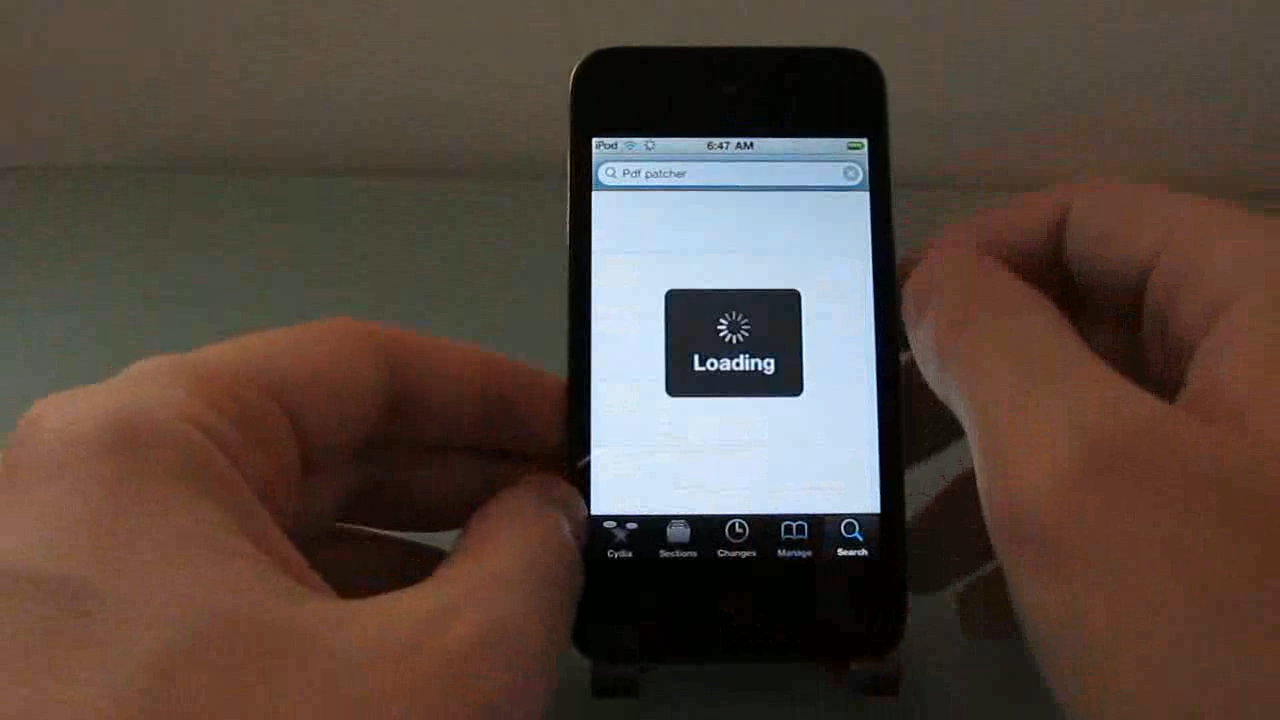 iPod 6:47 AM
Pdf patcher
Loading
Cydia Sections Changes Manage Search